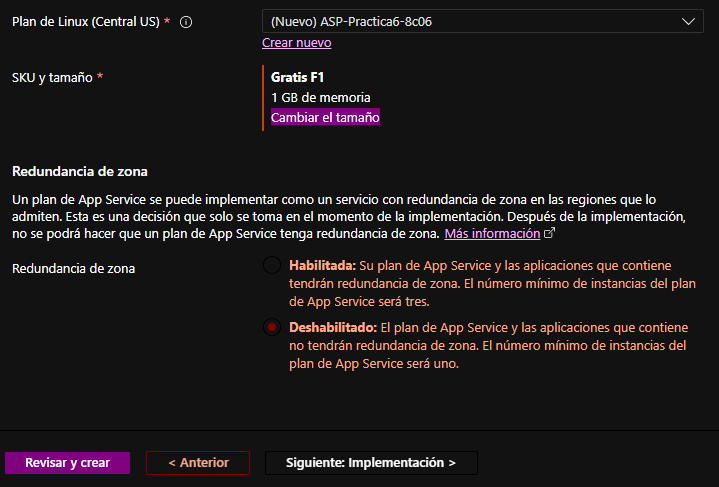 Plan de Linux (Central US) *
(Nuevo) ASP-Practica6-8c06
Crear nuevo
SKU y tamaño *
Gratis F1
1 GB de memoria
Cambiar el tamaño
Redundancia de zona
Un plan de App Service se puede implementar como un servicio con redundancia de zona en las regiones que lo
admiten. Esta es una decisión que solo se toma en el momento de la implementación. Después de la implementación,
no se podrá hacer que un plan de App Service tenga redundancia de zona. Más información
Redundancia de zona
Habilitada: Su plan de App Service y las aplicaciones que contiene
tendrán redundancia de zona. El número mínimo de instancias del plan
de App Service será tres.
Deshabilitado: El plan de App Service y las aplicaciones que contiene
no tendrán redundancia de zona. El número mínimo de instancias del
plan de App Service será uno.
Revisar y crear
< Anterior
Siguiente: Implementación >